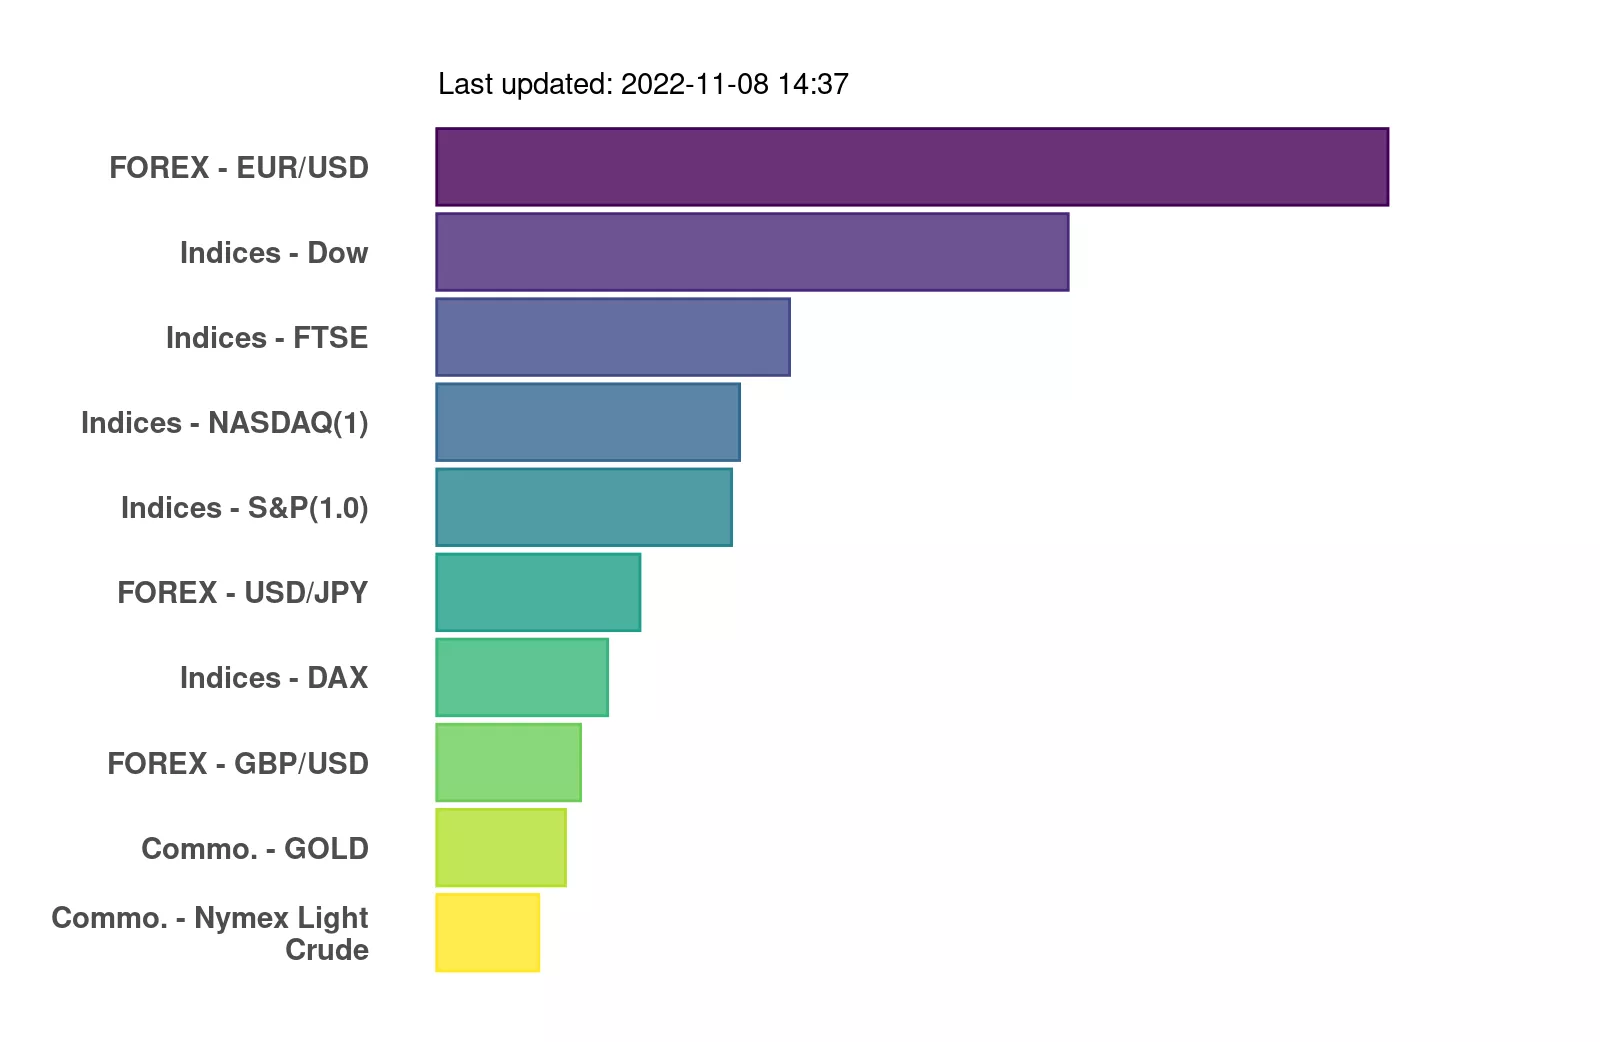 Last updated: 2022-11-08 14:37
FOREX - EUR/USD
Indices - Dow
Indices - FTSE
Indices - NASDAQ(1)
Indices - S&P(1.0)
FOREX - USD/JPY
Indices - DAX
FOREX - GBP/USD
Commo. - GOLD
Commo. - Nymex Light
Crude